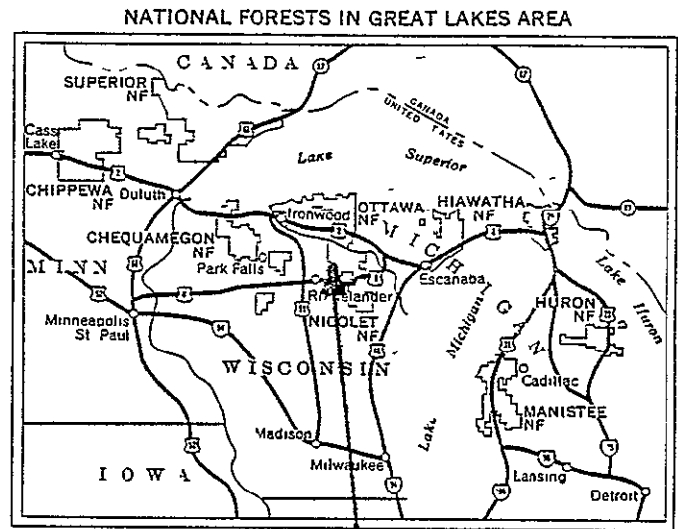 NATIONAL FORESTS IN GREAT LAKES AREA
CANADA
SUPERIOR
NF
CANADA
UNITED
Cass
Lake
Lake
Superior
CHIPPEWA
NF
Duluth
Ironwood
OTTAWA
NF
HIAWATHA
NF
CHEQUAMEGON
NF
Park Falls
MICHIGAN
Escanaba
MINN
Lake
Huron
Minneapolis
St Paul
NICOLET
NF
HURON
NF
WISCONSIN
Lake
Michigan
Cadillac
MANISTEE
NF
Madison
Milwaukee
IOWA
Lansing
Detroit